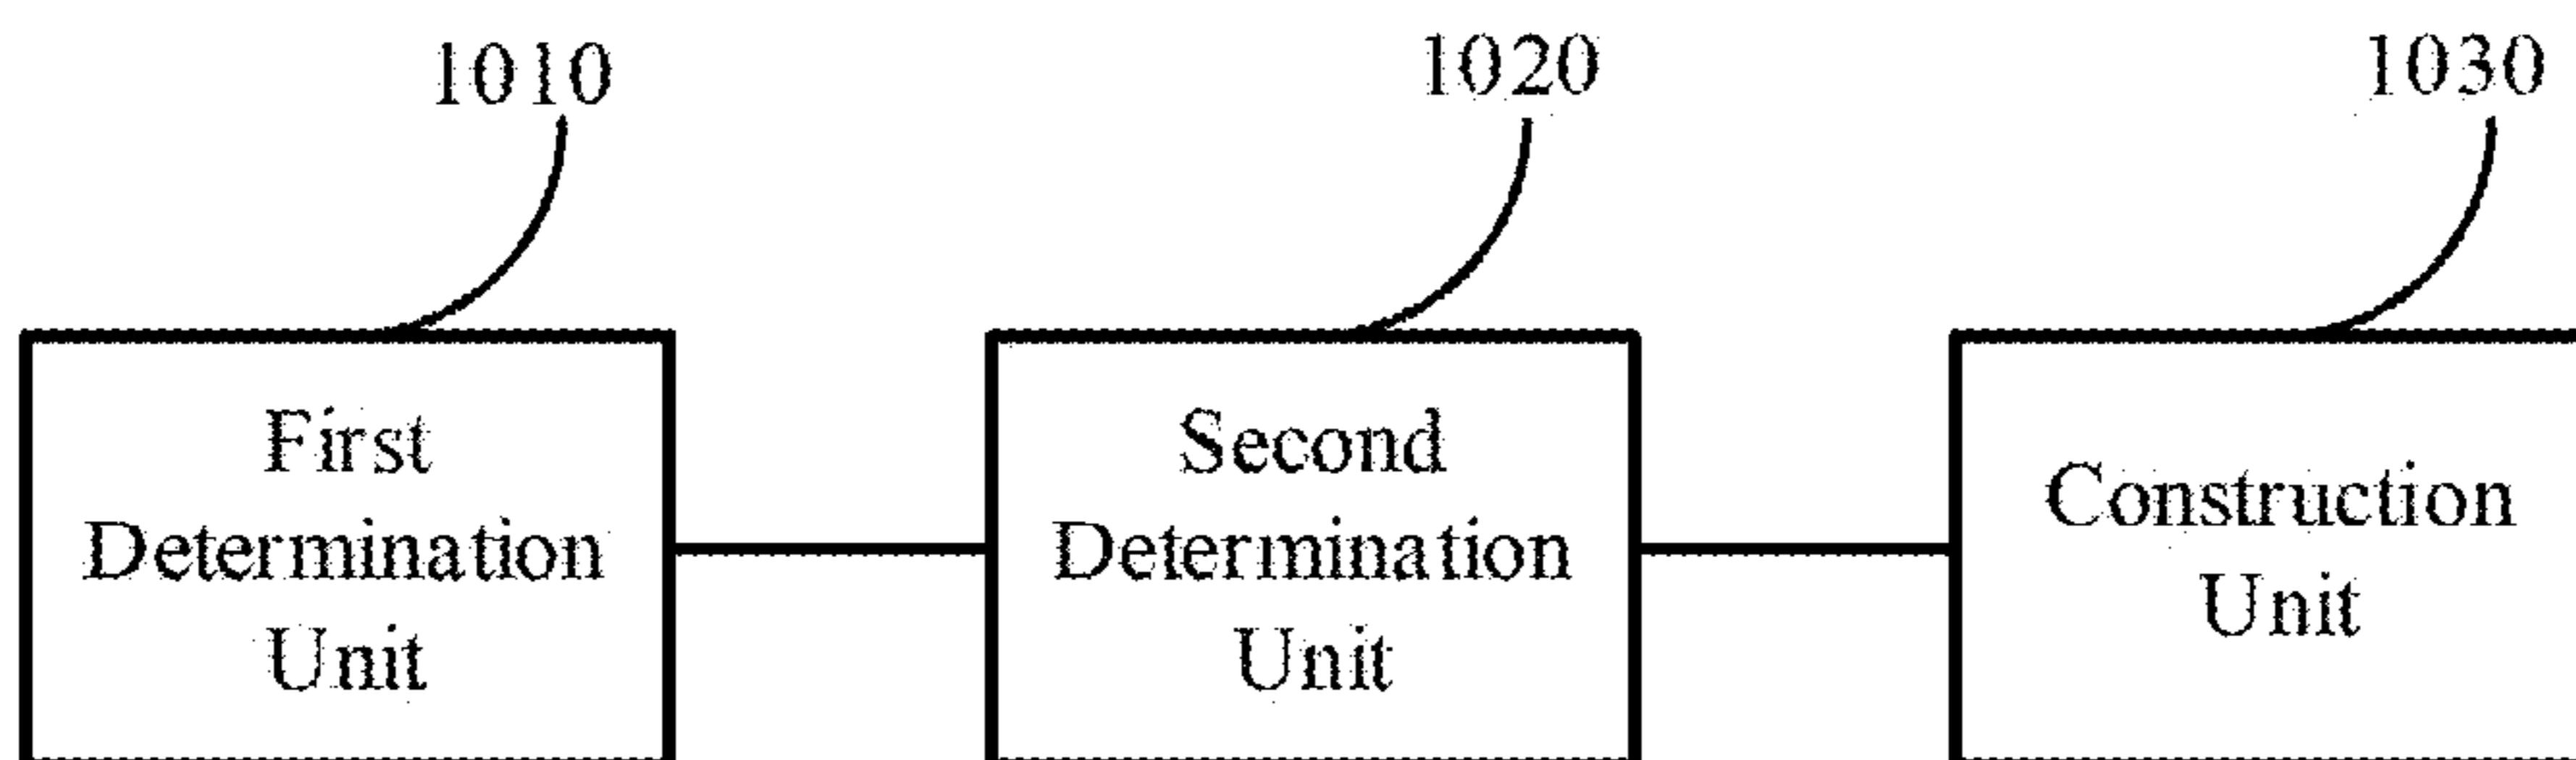 1010
1020
1030
First
Determination
Unit
Second
Determination
Unit
Construction
Unit